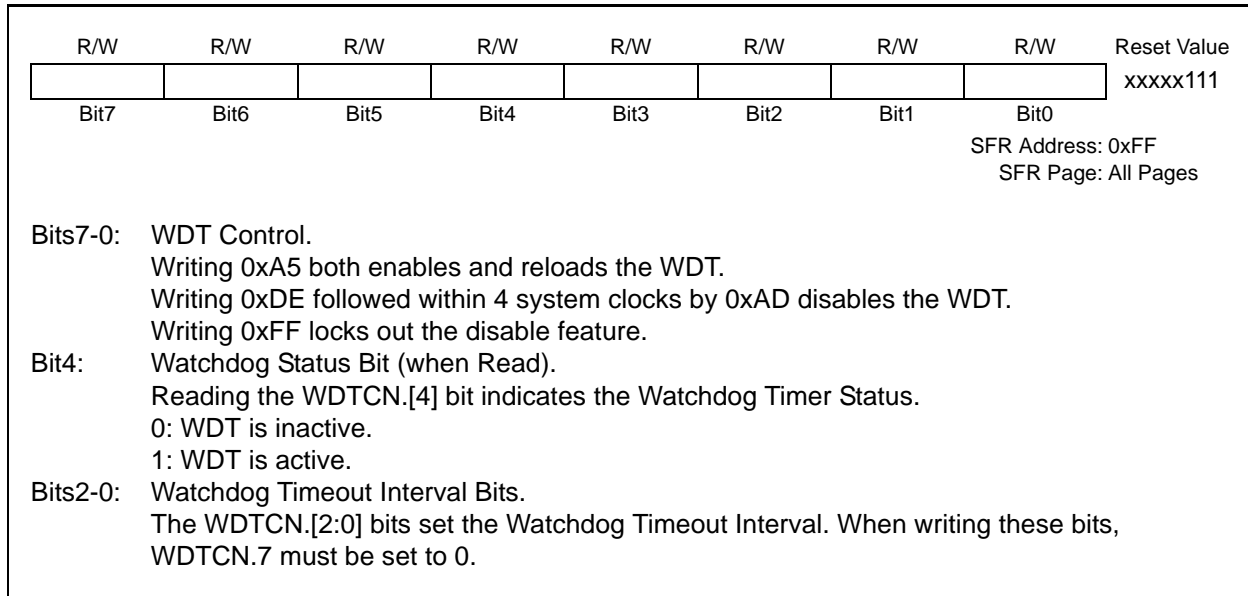 R/W R/W R/W R/W R/W R/W R/W R/W Reset Value
xxxxx111
Bit7 Bit6 Bit5 Bit4 Bit3 Bit2 Bit1 Bit0
SFR Address: 0xFF
SFR Page: All Pages
Bits7-0: WDT Control.
Writing 0xA5 both enables and reloads the WDT.
Writing 0xDE followed within 4 system clocks by 0xAD disables the WDT.
Writing 0xFF locks out the disable feature.
Bit4: Watchdog Status Bit (when Read).
Reading the WDTCN.[4] bit indicates the Watchdog Timer Status.
0: WDT is inactive.
1: WDT is active.
Bits2-0: Watchdog Timeout Interval Bits.
The WDTCN.[2:0] bits set the Watchdog Timeout Interval. When writing these bits,
WDTCN.7 must be set to 0.